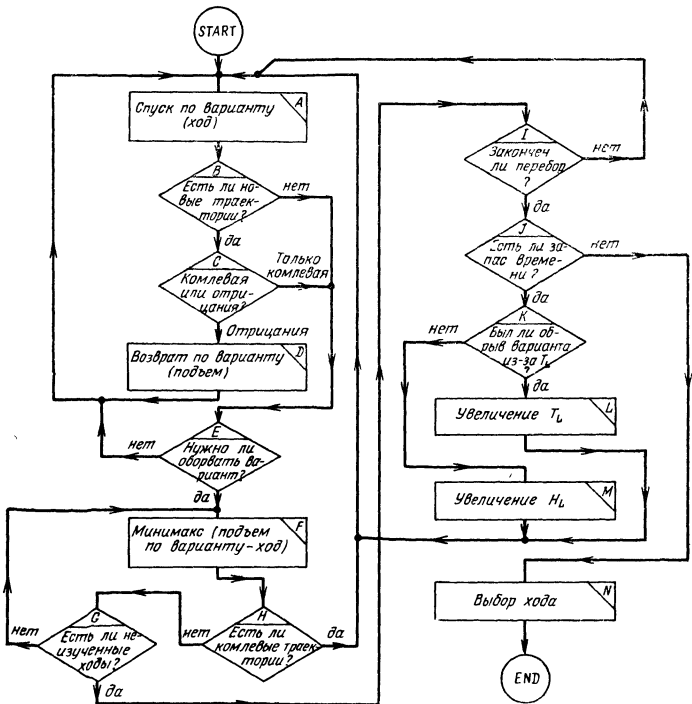 START
Спуск по варианту
(ход)
A
B
Есть ли но-
вые траек-
тории?
нет
да
C
Комлевая
или отри-
цания?
Только
комлевая
Отрицания
Возврат по варианту
(подъем)
D
E
Нужно ли
оборвать ва-
риант?
нет
да
Минимакс (подъем
по варианту-ход)
F
G
Есть ли не-
изученные
ходы?
нет
да
H
Есть ли
комлевые траек-
тории?
нет
да
I
Закончен
ли перебор
?
нет
да
J
Есть ли за-
пас време-
ни?
нет
да
K
Был ли об-
рыв варианта
из-за TL
?
нет
да
Увеличение TL
L
Увеличение HL
M
Выбор хода
N
END